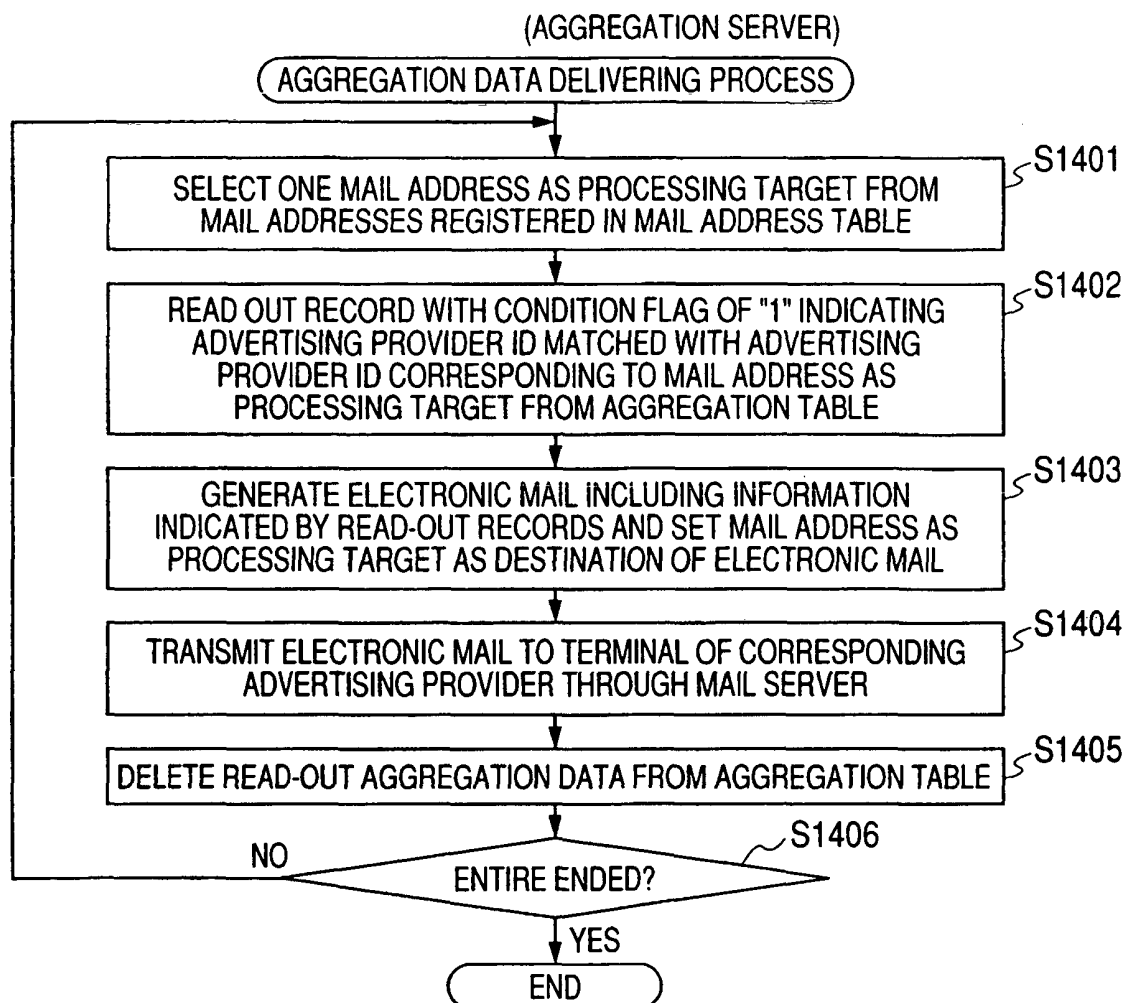 (AGGREGATION SERVER)
AGGREGATION DATA DELIVERING PROCESS
S1401
SELECT ONE MAIL ADDRESS AS PROCESSING TARGET FROM
MAIL ADDRESSES REGISTERED IN MAIL ADDRESS TABLE
S1402
READ OUT RECORD WITH CONDITION FLAG OF "1" INDICATING
ADVERTISING PROVIDER ID MATCHED WITH ADVERTISING
PROVIDER ID CORRESPONDING TO MAIL ADDRESS AS
PROCESSING TARGET FROM AGGREGATION TABLE
S1403
GENERATE ELECTRONIC MAIL INCLUDING INFORMATION
INDICATED BY READ-OUT RECORDS AND SET MAIL ADDRESS AS
PROCESSING TARGET AS DESTINATION OF ELECTRONIC MAIL
S1404
TRANSMIT ELECTRONIC MAIL TO TERMINAL OF CORRESPONDING
ADVERTISING PROVIDER THROUGH MAIL SERVER
S1405
DELETE READ-OUT AGGREGATION DATA FROM AGGREGATION TABLE
S1406
NO
ENTIRE ENDED?
YES
END